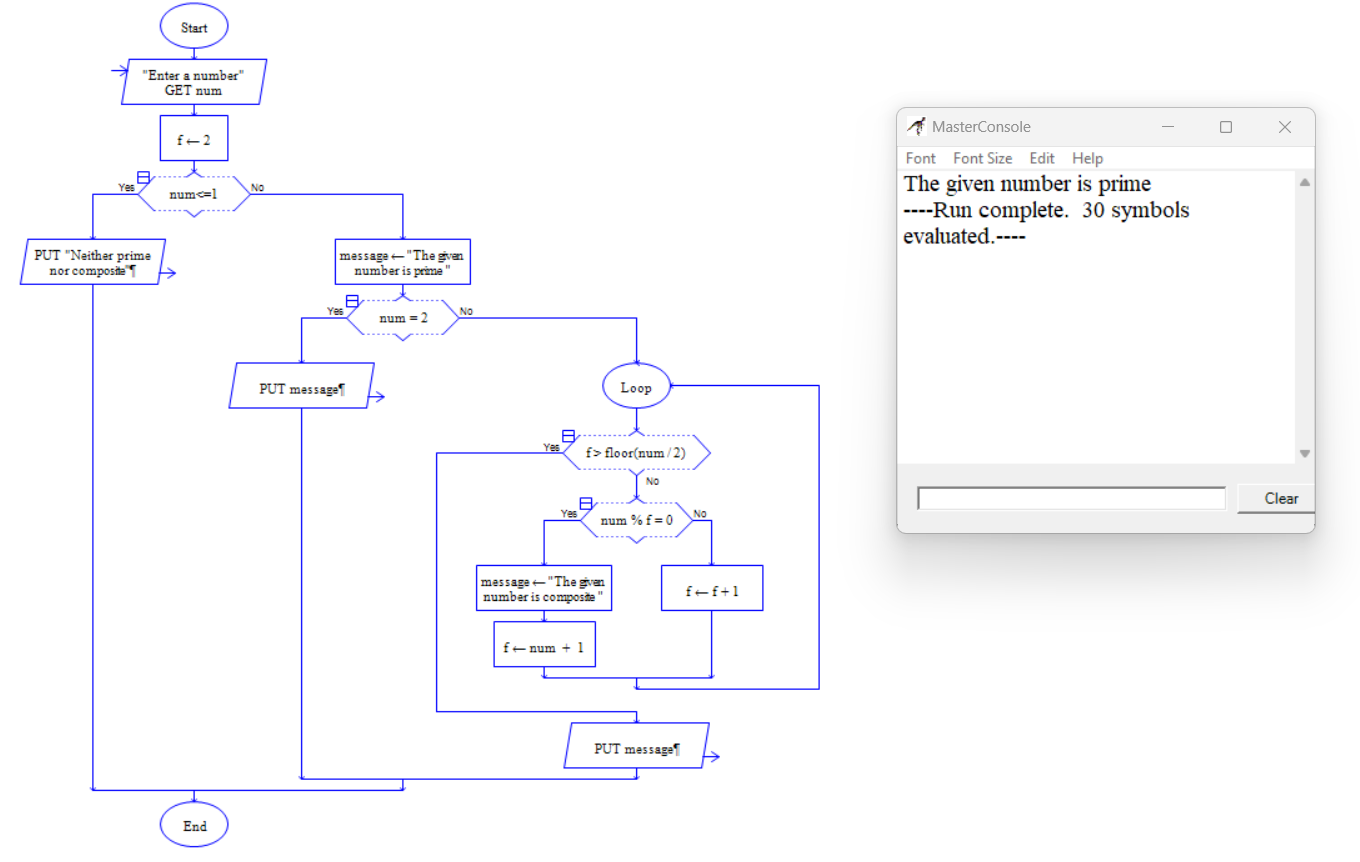 Start
"Enter a number"
GET num
f ← 2
Yes
num<=1
No
PUT "Neither prime
nor composite"¶
message ← "The given
number is prime "
Yes
num = 2
No
PUT message¶
Loop
Yes
f > floor(num / 2)
No
Yes
num % f = 0
No
message ← "The given
number is composite "
f ← f + 1
f ← num + 1
PUT message¶
End
MasterConsole
Font Font Size Edit Help
The given number is prime
----Run complete. 30 symbols
evaluated.----
Clear